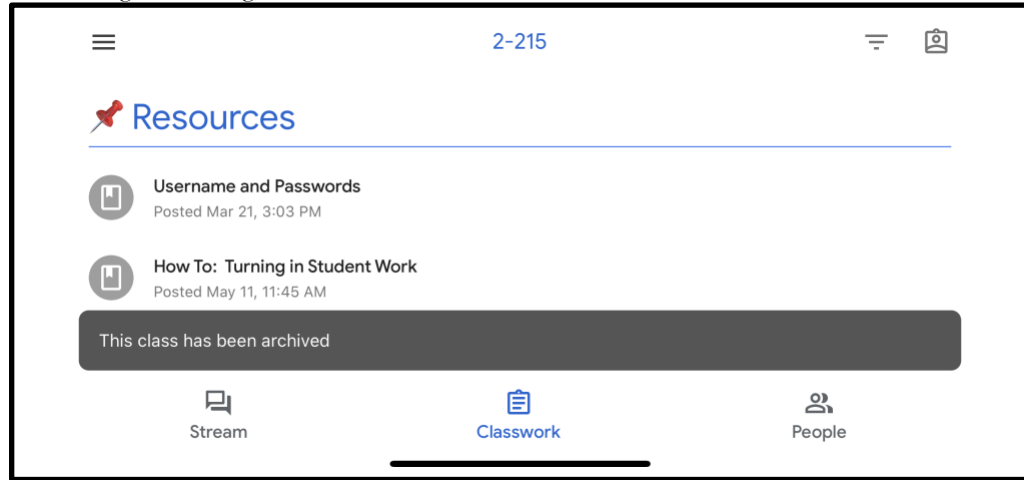 2-215
Resources
Username and Passwords
Posted Mar 21, 3:03 PM
How To: Turning in Student Work
Posted May 11, 11:45 AM
This class has been archived
Stream
Classwork
People